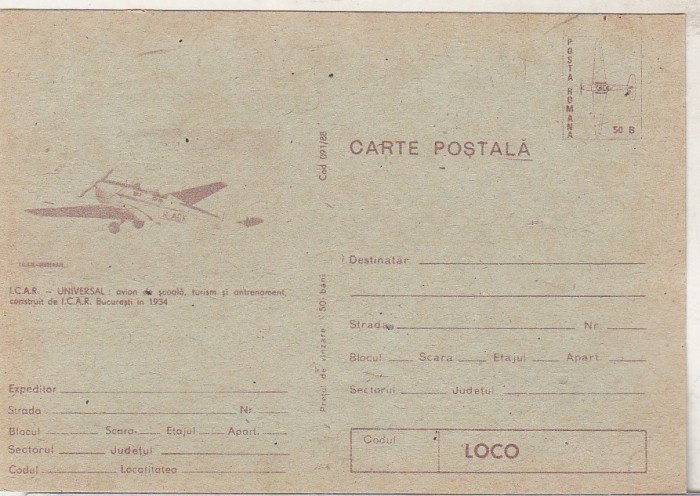 POSTA ROMANA
50 B
CARTE POȘTALĂ
Cod 091/88
I.C.A.R. – UNIVERSAL : avion de școală, turism și antrenament,
construit de I.C.A.R. București in 1934
Prețul de vînzare 50 bani
Destinatar
Strada Nr.
Blocul Scara Etajul Apart.
Sectorul Județul
Codul LOCO
Expeditor
Strada Nr.
Blocul Scara Etajul Apart.
Sectorul Județul
Codul Localitatea